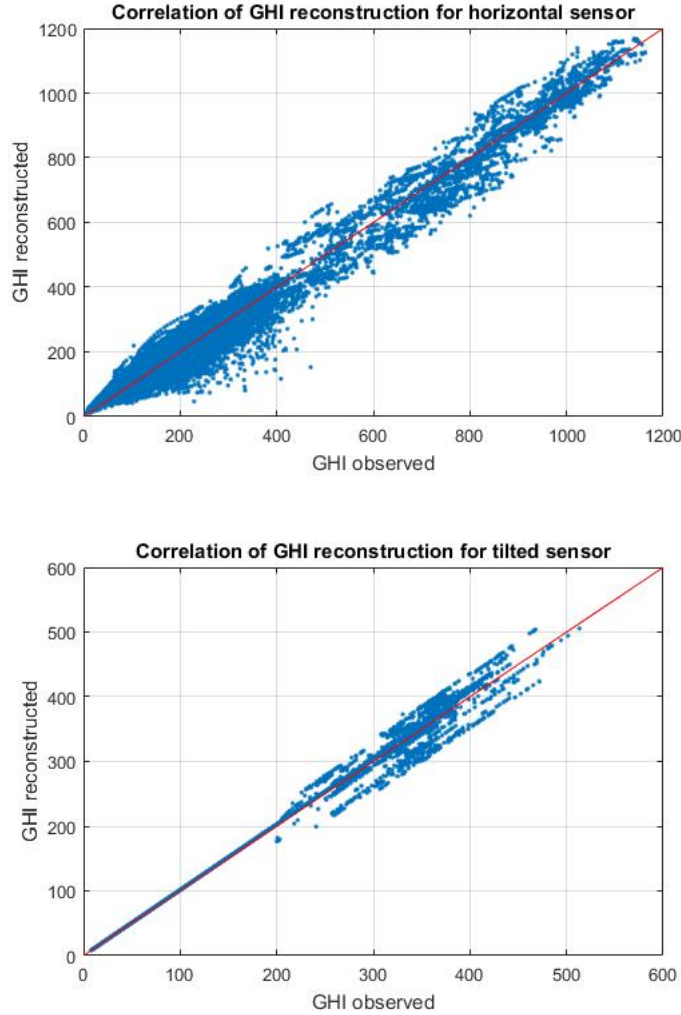 Correlation of GHI reconstruction for horizontal sensor
1200
1000
800
600
400
200
0
GHI reconstructed
0 200 400 600 800 1000 1200
GHI observed
Correlation of GHI reconstruction for tilted sensor
600
500
400
300
200
100
0
GHI reconstructed
0 100 200 300 400 500 600
GHI observed